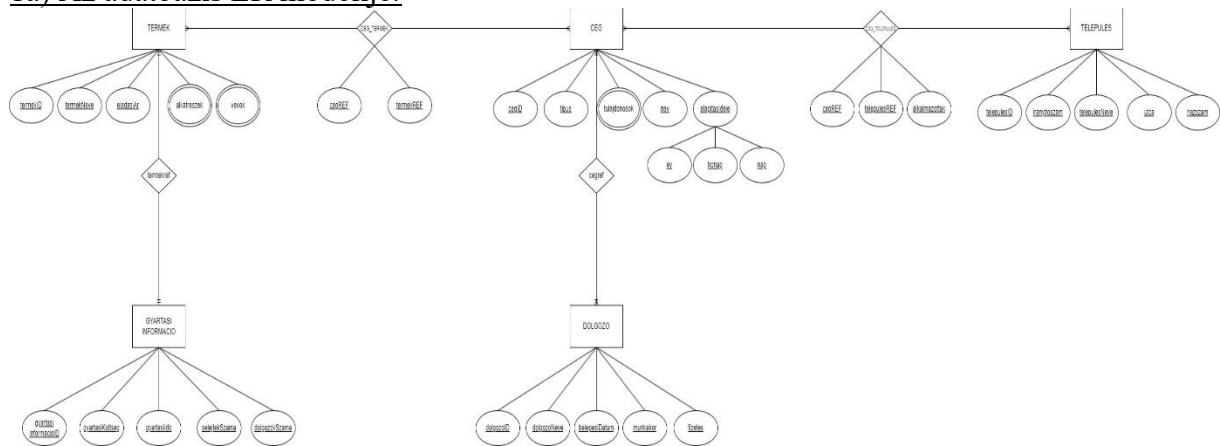 1a) Az adatbázis ER modellje:
TERMEK
CEG_TERMEK
CEG
CEG_TELEPULES
TELEPULES
termekID
termekNeve
eladasiAr
alkatreszek
vevok
cegREF
termekREF
cegID
tipus
tulajdonosok
nev
alapitasiIdeje
cegREF
telepulesREF
alkalmazottak
telepulesID
iranyitoszam
telepulesNeve
utca
hazszam
ev
honap
nap
termekref
cegref
GYARTASI
INFORMACIO
DOLGOZO
gyartasi
informacioID
gyartasiKoltseg
gyartasiIdo
selejtekSzama
dolgozokSzama
dolgozoID
dolgozoNeve
belepesiDatum
munkakor
fizetes